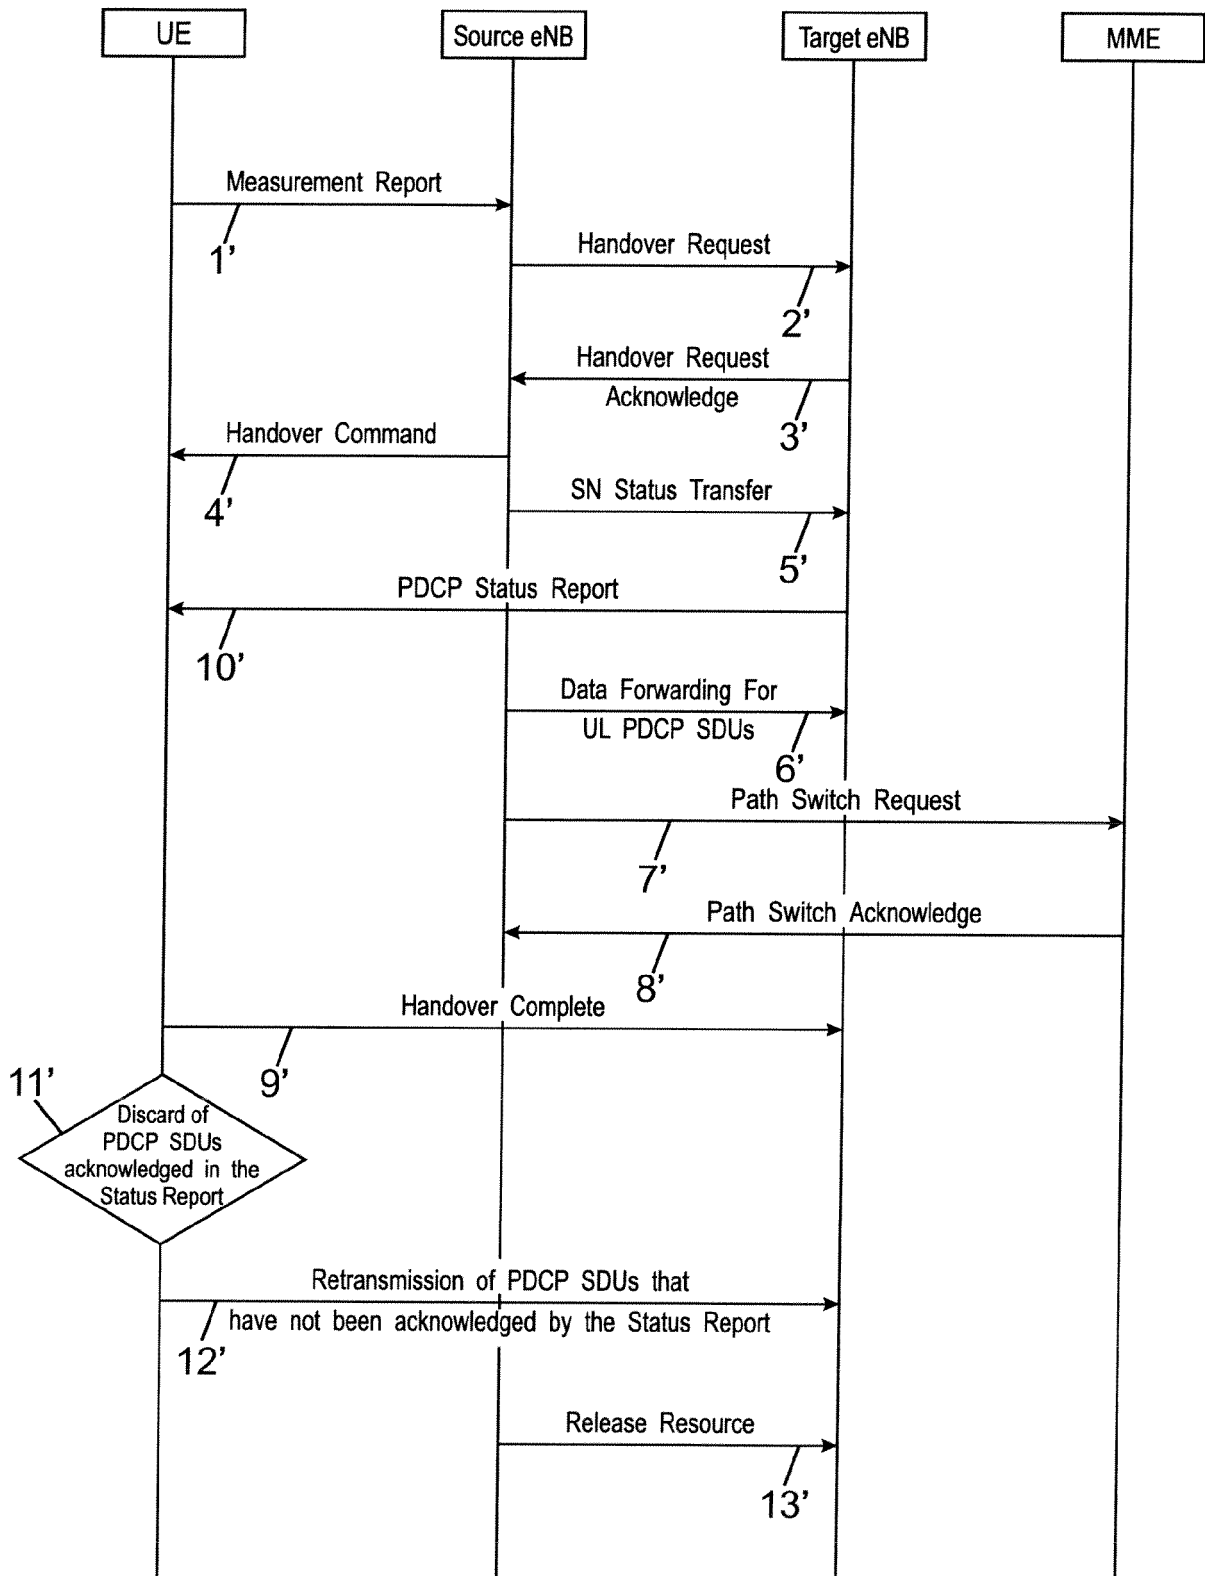 UE
Source eNB
Target eNB
MME
Measurement Report
1’
Handover Request
2’
Handover Request
Acknowledge
3’
Handover Command
4’
SN Status Transfer
5’
PDCP Status Report
10’
Data Forwarding For
UL PDCP SDUs
6’
Path Switch Request
7’
Path Switch Acknowledge
8’
Handover Complete
9’
11’
Discard of
PDCP SDUs
acknowledged in the
Status Report
Retransmission of PDCP SDUs that
have not been acknowledged by the Status Report
12’
Release Resource
13’